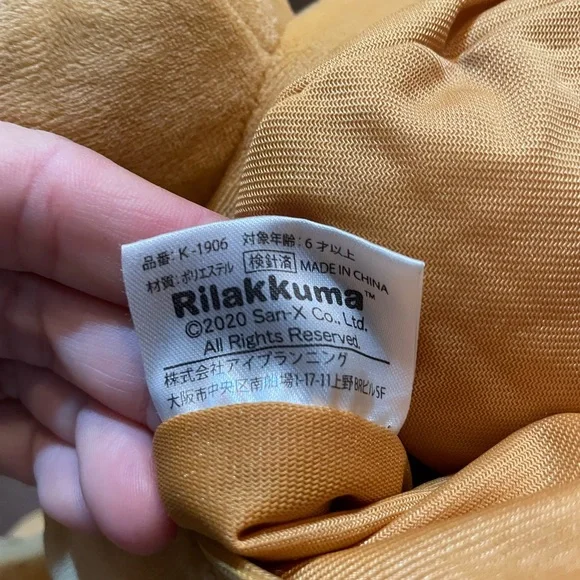 品番: K-1906 対象年齢: 6才以上
材質: ポリエステル 検針済 MADE IN CHINA
Rilakkuma™
©2020 San-X Co., Ltd.
All Rights Reserved.
株式会社アイプランニング
大阪市中央区南船場1-17-11上野BRビル5F